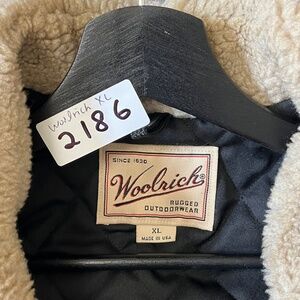 Woolrich XL
2186
SINCE 1830
Woolrich®
RUGGED
OUTDOORWEAR
XL
MADE IN USA